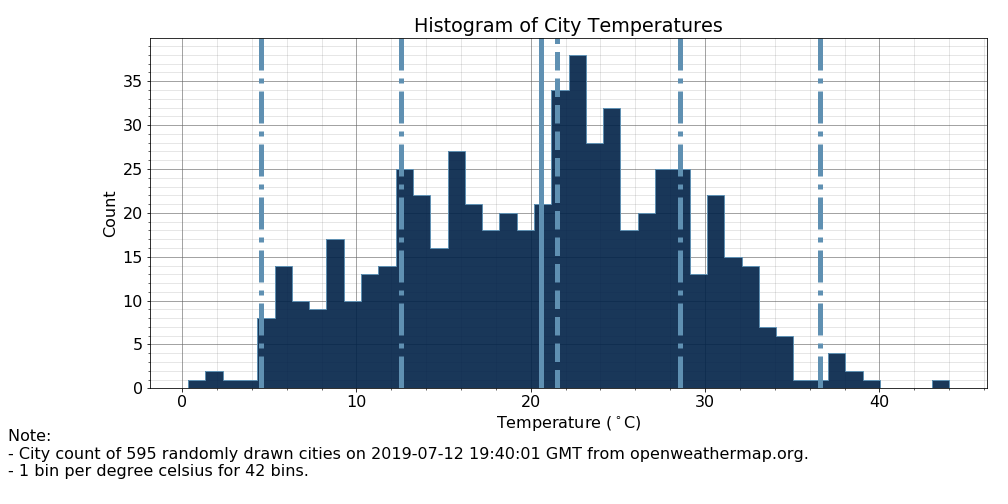 Histogram of City Temperatures
Count
35
30
25
20
15
10
5
0
0 10 20 30 40
Temperature (°C)
Note:
- City count of 595 randomly drawn cities on 2019-07-12 19:40:01 GMT from openweathermap.org.
- 1 bin per degree celsius for 42 bins.